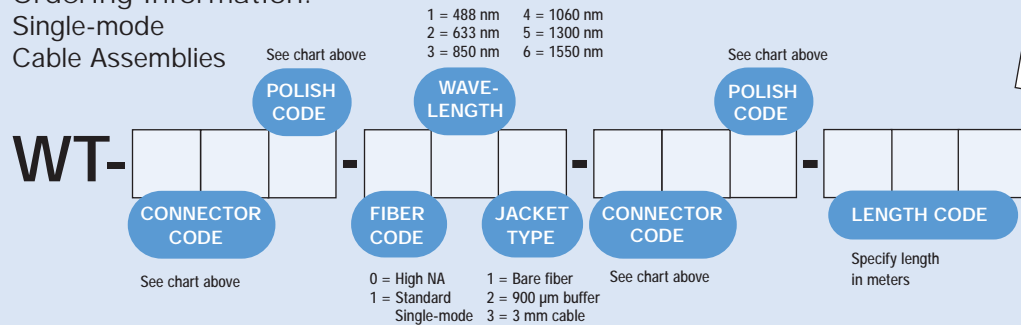 Ordering Information:
Single-mode
Cable Assemblies
See chart above
1 = 488 nm 4 = 1060 nm
2 = 633 nm 5 = 1300 nm
3 = 850 nm 6 = 1550 nm
See chart above
POLISH
CODE
WAVE-
LENGTH
POLISH
CODE
WT- - - -
CONNECTOR
CODE
FIBER
CODE
JACKET
TYPE
CONNECTOR
CODE
LENGTH CODE
See chart above
0 = High NA
1 = Standard
Single-mode
1 = Bare fiber
2 = 900 µm buffer
3 = 3 mm cable
See chart above
Specify length
in meters